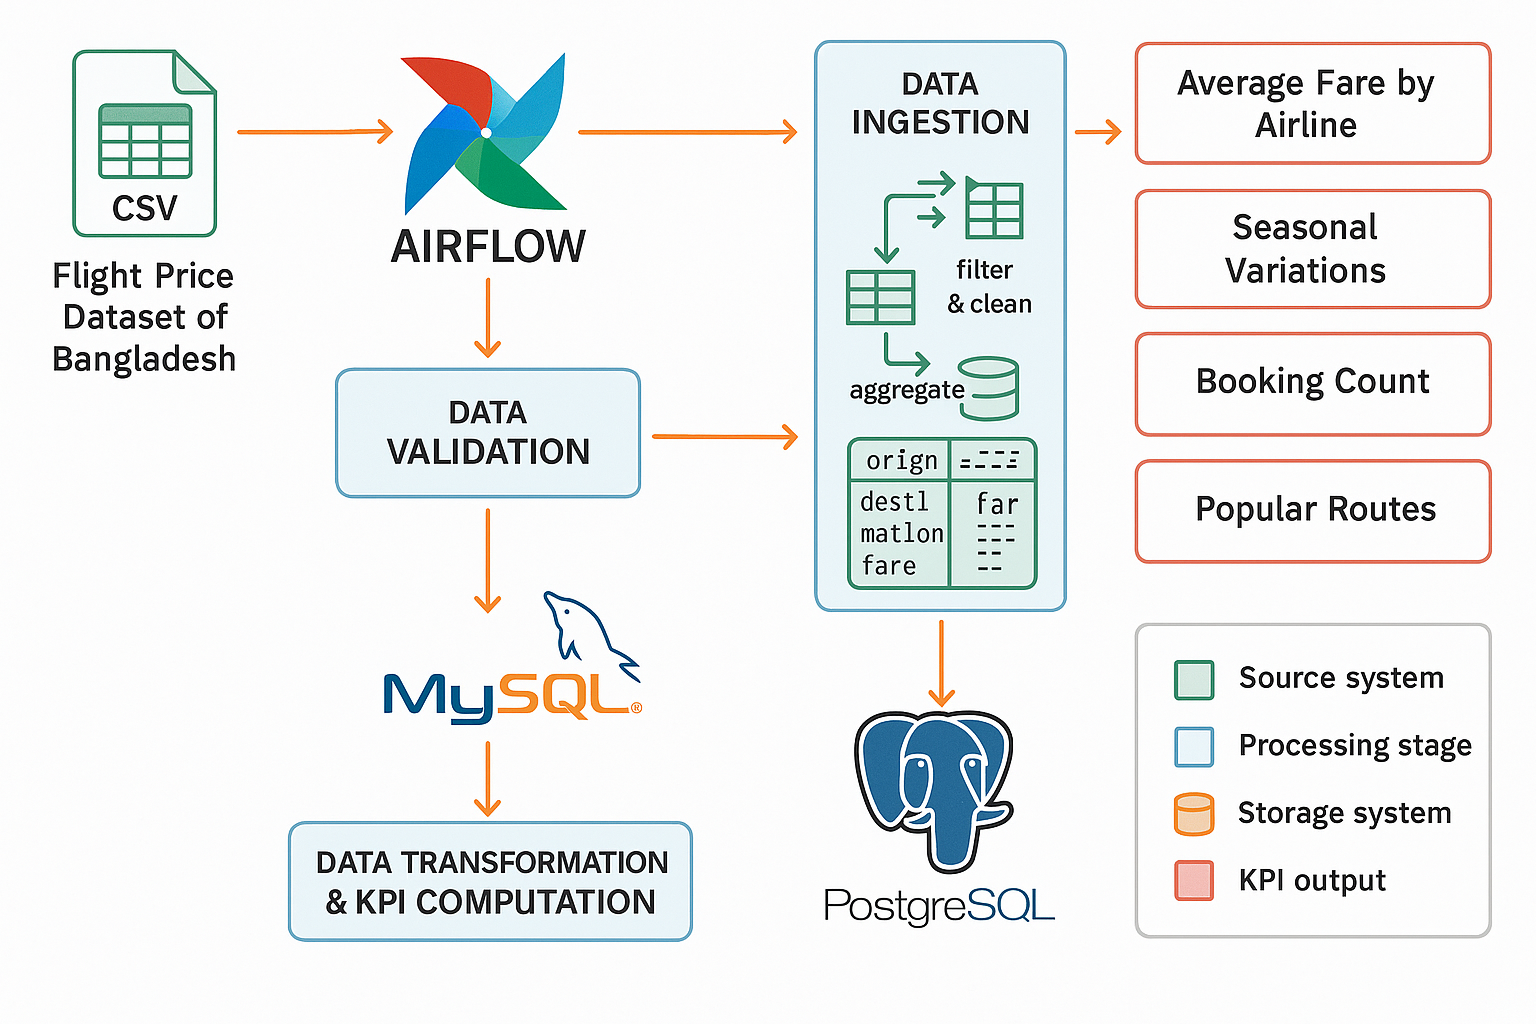 CSV
Flight Price
Dataset of
Bangladesh
AIRFLOW
DATA
VALIDATION
MySQL®
DATA TRANSFORMATION
& KPI COMPUTATION
DATA
INGESTION
filter
& clean
aggregate
orign
destl
matlon
fare
far
PostgreSQL
Average Fare by
Airline
Seasonal
Variations
Booking Count
Popular Routes
Source system
Processing stage
Storage system
KPI output